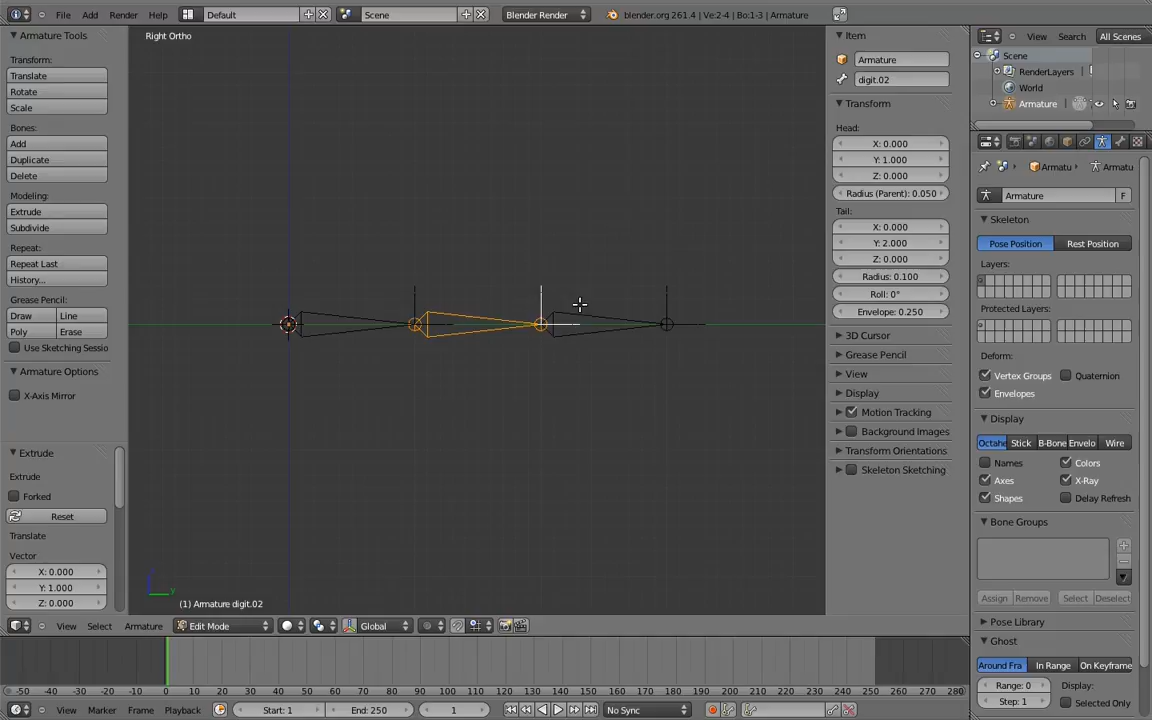 File Add Render Help Default Scene Blender Render blender.org 261.4 | Ve:2-4 | Bo:1-3 | Armature
Armature Tools
Transform:
Translate
Rotate
Scale
Bones:
Add
Duplicate
Delete
Modeling:
Extrude
Subdivide
Repeat:
Repeat Last
History...
Grease Pencil:
Draw Line
Poly Erase
Use Sketching Sessio
Armature Options
X-Axis Mirror
Extrude
Extrude
Forked
Reset
Translate
Vector
X: 0.000
Y: 1.000
Z: 0.000
Right Ortho
z
y
(1) Armature digit.02
View Select Armature Edit Mode Global
Item
Armature
digit.02
Transform
Head:
X: 0.000
Y: 1.000
Z: 0.000
Radius (Parent): 0.050
Tail:
X: 0.000
Y: 2.000
Z: 0.000
Radius: 0.100
Roll: 0°
Envelope: 0.250
3D Cursor
Grease Pencil
View
Display
Motion Tracking
Background Images
Transform Orientations
Skeleton Sketching
View Search All Scenes
Scene
RenderLayers
World
Armature
Armatu Armatu
Armature F
Skeleton
Pose Position Rest Position
Layers:
Protected Layers:
Deform:
Vertex Groups Quaternion
Envelopes
Display
Octahe Stick B-Bone Envelo Wire
Names Colors
Axes X-Ray
Shapes Delay Refresh
Bone Groups
Assign Remove Select Deselect
Pose Library
Ghost
Around Fra In Range On Keyframe
Range: 0 Display:
Step: 1 Selected Only
-50 -40 -30 -20 -10 0 10 20 30 40 50 60 70 80 90 100 110 120 130 140 150 160 170 180 190 200 210 220 230 240 250 260 270 280
View Marker Frame Playback Start: 1 End: 250 1 No Sync